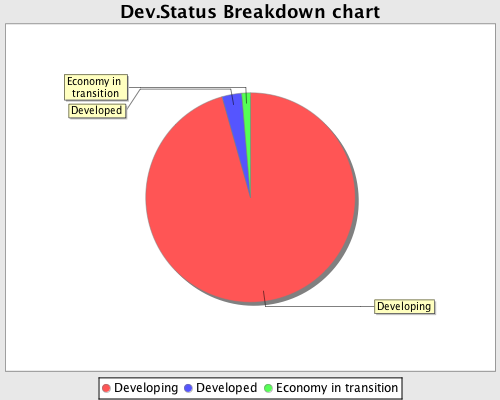 Dev.Status Breakdown chart
Economy in
transition
Developed
Developing
Developing Developed Economy in transition